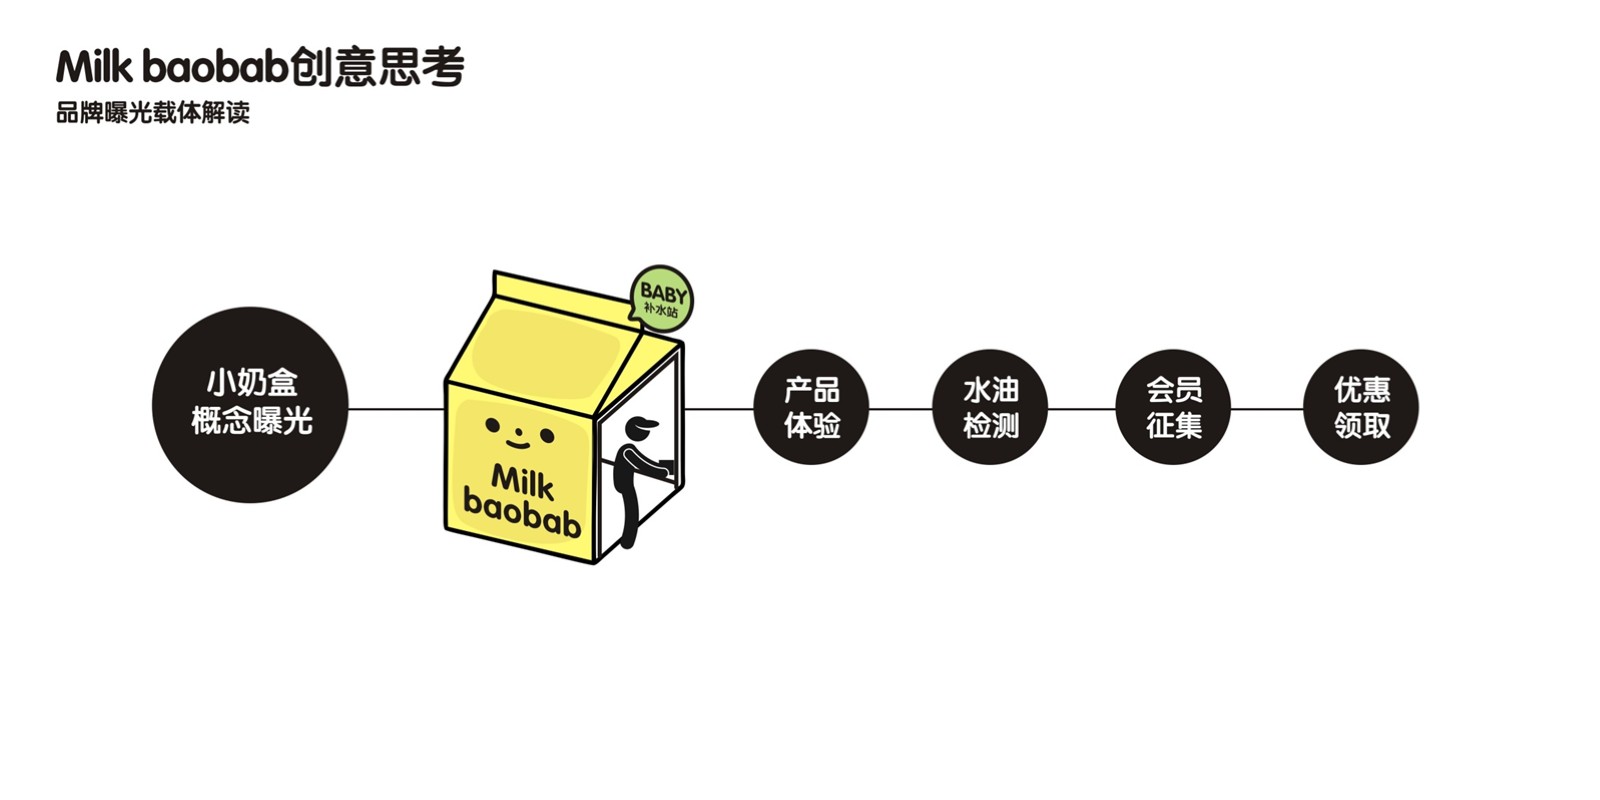 Milk baobab创意思考
品牌曝光载体解读
小奶盒
概念曝光
BABY
补水站
Milk
baobab
产品
体验
水油
检测
会员
征集
优惠
领取